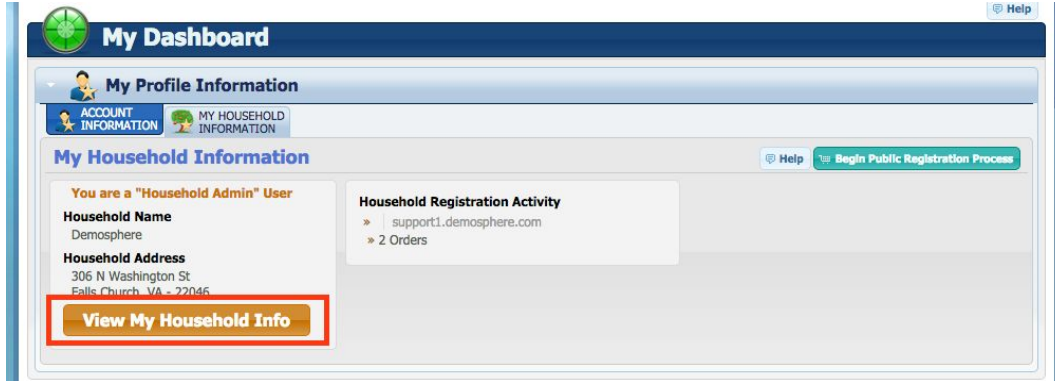 Help
My Dashboard
My Profile Information
ACCOUNT
INFORMATION
MY HOUSEHOLD
INFORMATION
My Household Information
Help
Begin Public Registration Process
You are a "Household Admin" User
Household Name
Demosphere
Household Address
306 N Washington St
Falls Church, VA - 22046
View My Household Info
Household Registration Activity
» support1.demosphere.com
» 2 Orders